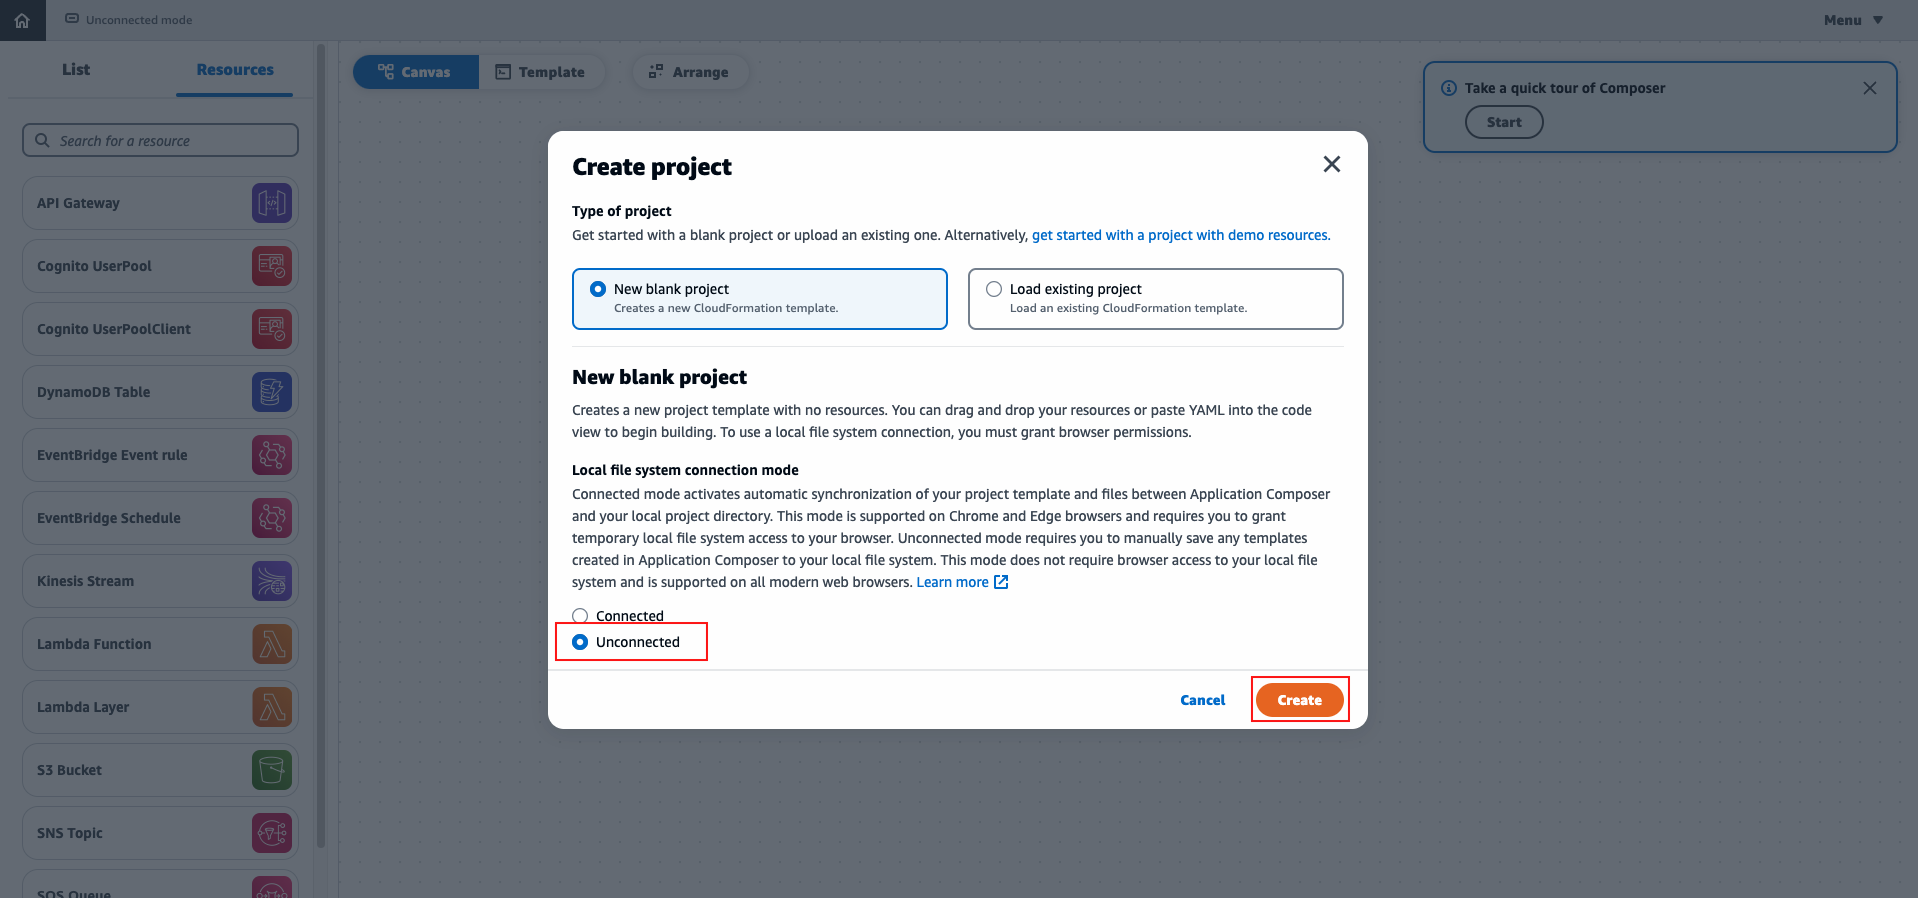 Unconnected mode
Menu
List
Resources
Search for a resource
API Gateway
Cognito UserPool
Cognito UserPoolClient
DynamoDB Table
EventBridge Event rule
EventBridge Schedule
Kinesis Stream
Lambda Function
Lambda Layer
S3 Bucket
SNS Topic
SQS Queue
Canvas
Template
Arrange
Take a quick tour of Composer
Start
Create project
Type of project
Get started with a blank project or upload an existing one. Alternatively, get started with a project with demo resources.
New blank project
Creates a new CloudFormation template.
Load existing project
Load an existing CloudFormation template.
New blank project
Creates a new project template with no resources. You can drag and drop your resources or paste YAML into the code
view to begin building. To use a local file system connection, you must grant browser permissions.
Local file system connection mode
Connected mode activates automatic synchronization of your project template and files between Application Composer
and your local project directory. This mode is supported on Chrome and Edge browsers and requires you to grant
temporary local file system access to your browser. Unconnected mode requires you to manually save any templates
created in Application Composer to your local file system. This mode does not require browser access to your local file
system and is supported on all modern web browsers. Learn more
Connected
Unconnected
Cancel
Create